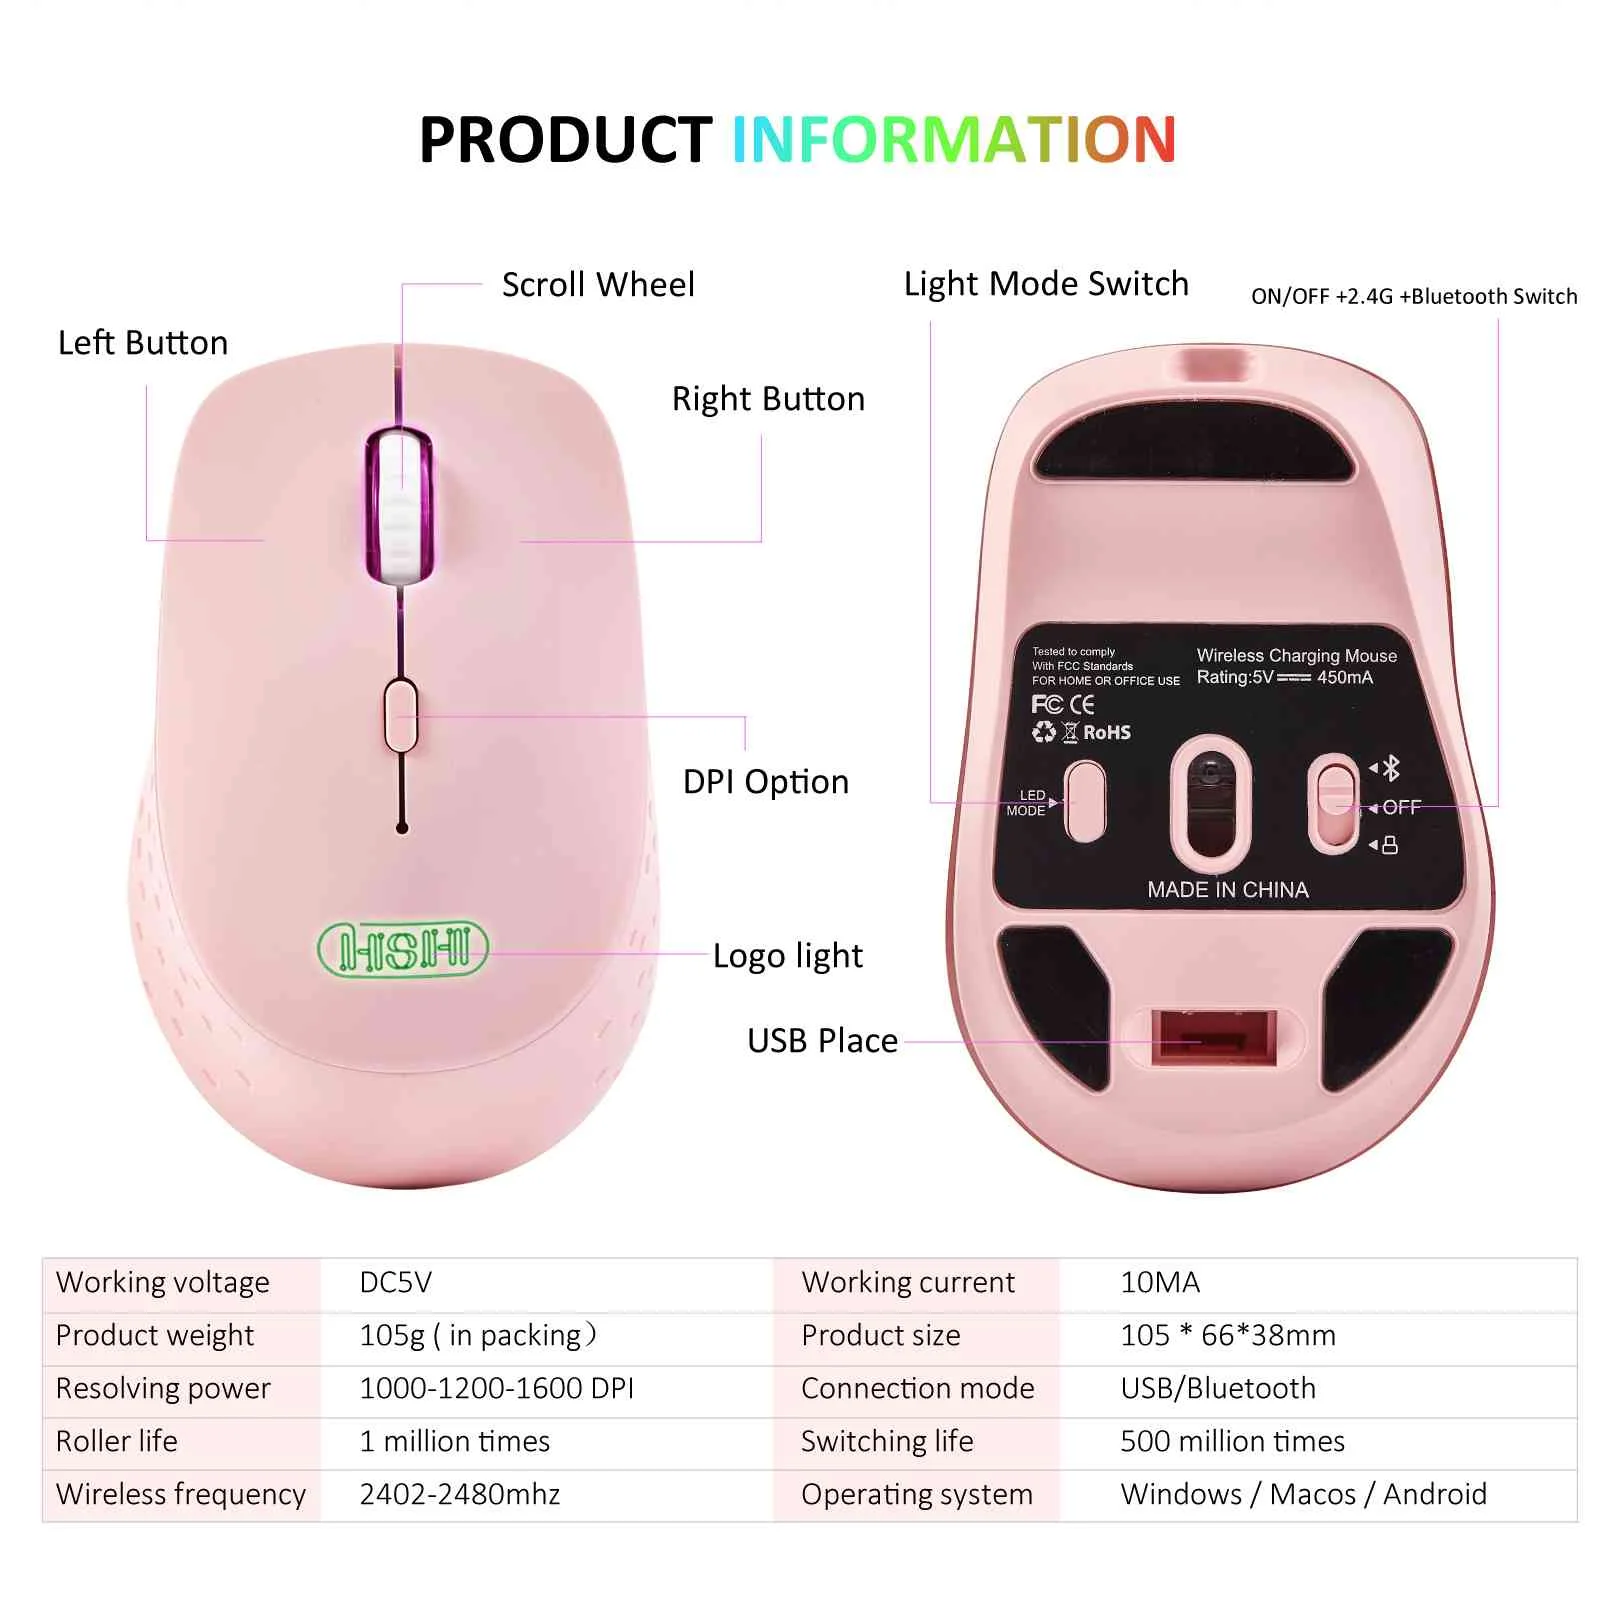 PRODUCT INFORMATION
Scroll Wheel
Light Mode Switch
ON/OFF +2.4G +Bluetooth Switch
Left Button
Right Button
Tested to comply
With FCC Standards
FOR HOME OR OFFICE USE
FC CE
RoHS
Wireless Charging Mouse
Rating:5V 450mA
LED
MODE
OFF
MADE IN CHINA
DPI Option
HSHI
Logo light
USB Place
Working voltage DC5V Working current 10MA
Product weight 105g ( in packing） Product size 105 * 66*38mm
Resolving power 1000-1200-1600 DPI Connection mode USB/Bluetooth
Roller life 1 million times Switching life 500 million times
Wireless frequency 2402-2480mhz Operating system Windows / Macos / Android